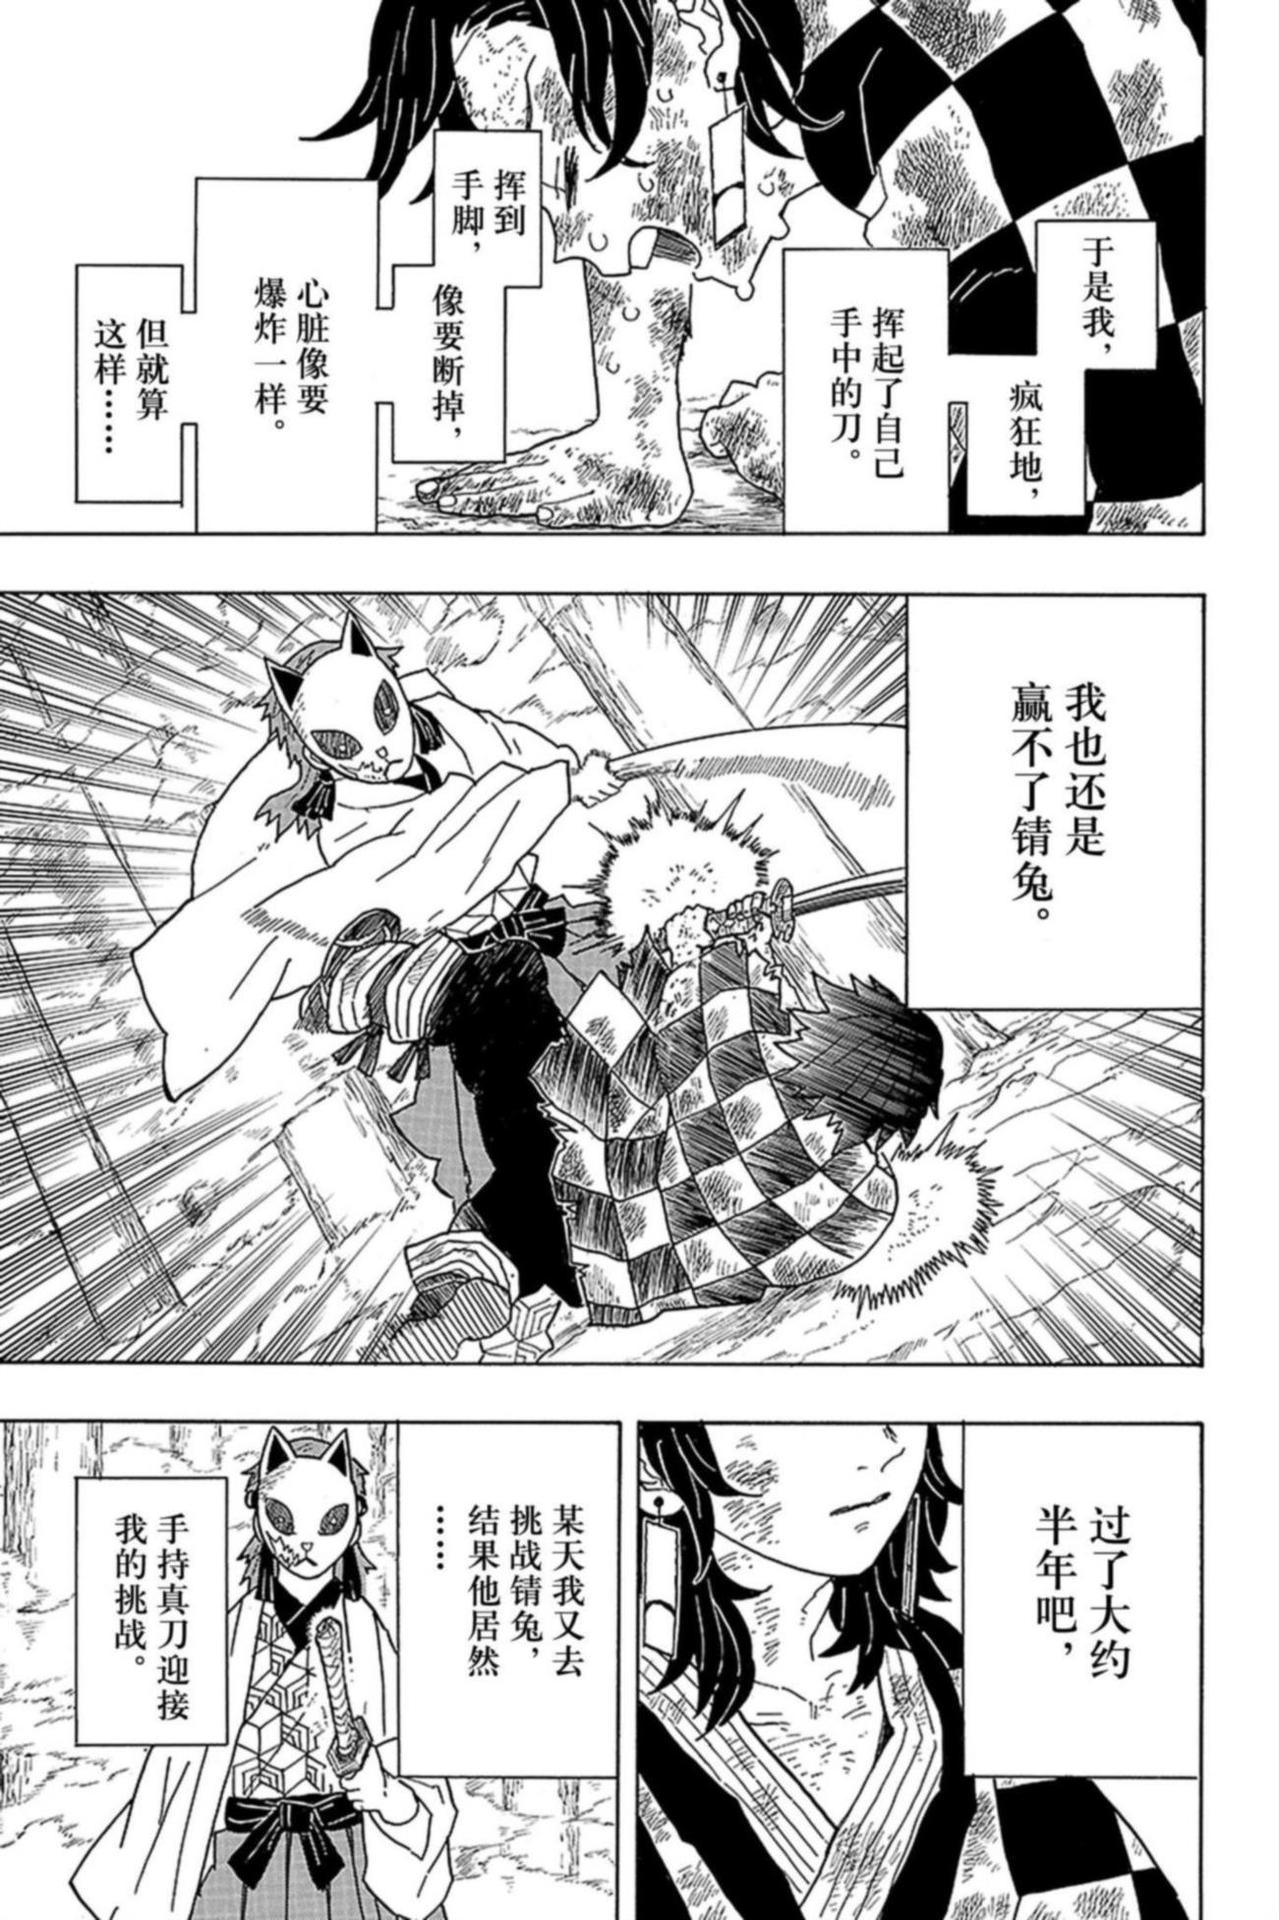 于是我，
疯狂地，
挥起了自己
手中的刀。
挥到
手脚，
像要断掉，
心脏像要
爆炸一样。
但就算
这样……
我也还是
赢不了锖兔。
过了大约
半年吧，
某天我又去
挑战锖兔，
结果他居然
……
手持真刀迎接
我的挑战。